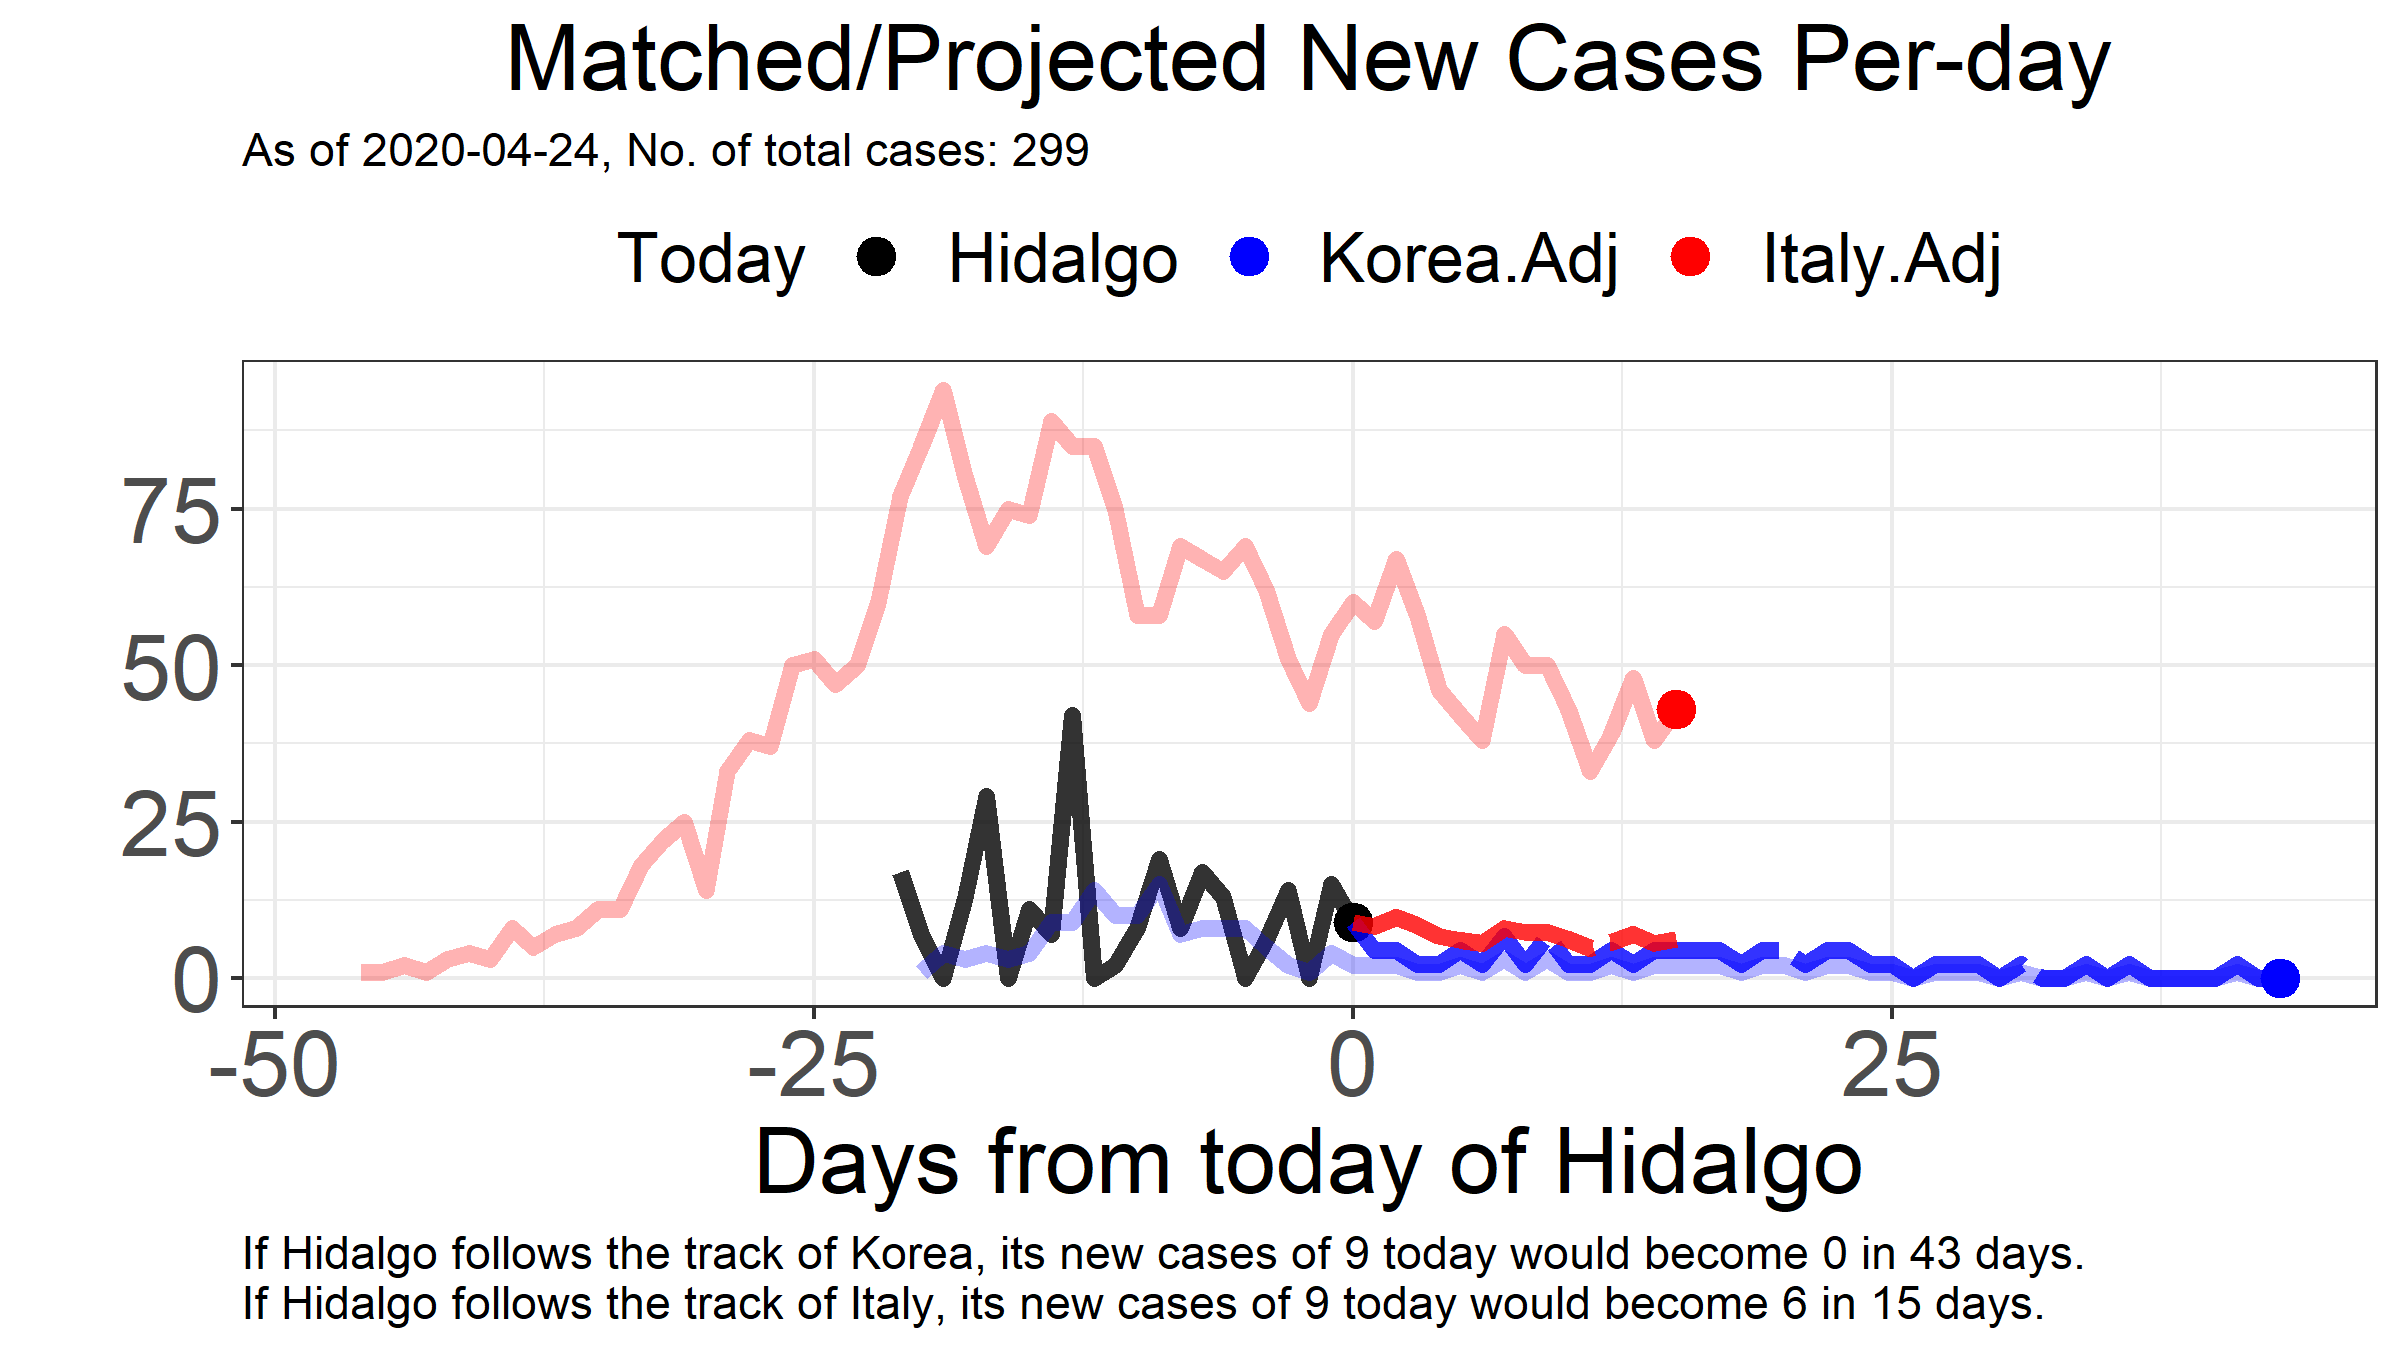 Matched/Projected New Cases Per-day
As of 2020-04-24, No. of total cases: 299
Today Hidalgo Korea.Adj Italy.Adj
75
50
25
0
-50 -25 0 25
Days from today of Hidalgo
If Hidalgo follows the track of Korea, its new cases of 9 today would become 0 in 43 days.
If Hidalgo follows the track of Italy, its new cases of 9 today would become 6 in 15 days.